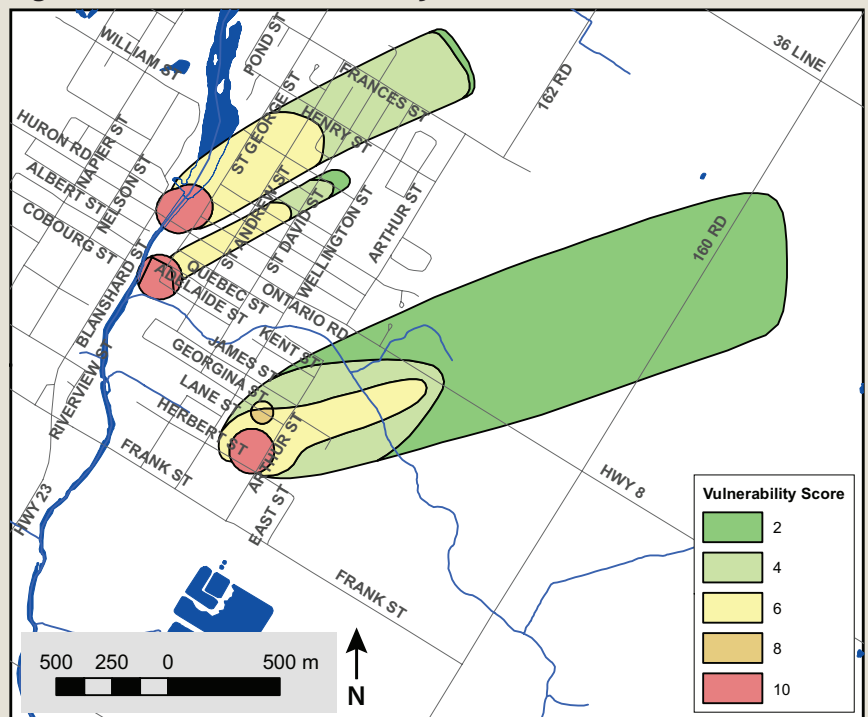 WILLIAM ST
POND ST
FRANCES ST
36 LINE
162 RD
HURON RD
NAPIER ST
ST GEORGE ST
HENRY ST
ALBERT ST
NELSON ST
COBOURG ST
ST ANDREW ST
ST DAVID ST
WELLINGTON ST
ARTHUR ST
160 RD
BLANSHARD ST
QUEBEC ST
ADELAIDE ST
ONTARIO RD
KENT ST
JAMES ST
GEORGINA ST
LANE ST
RIVERVIEW ST
HERBERT ST
ARTHUR ST
FRANK ST
HWY 8
HWY 23
EAST ST
FRANK ST
Vulnerability Score
2
4
6
8
10
500 250 0 500 m
N